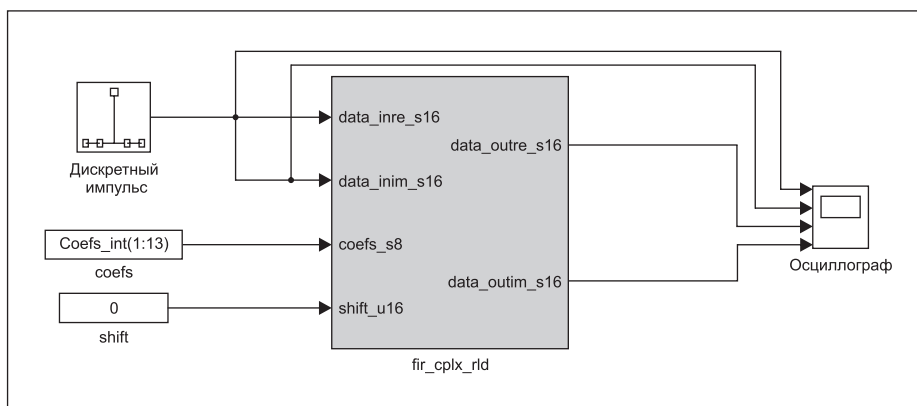 Дискретный
импульс
Coefs_int(1:13)
coefs
0
shift
data_inre_s16
data_inim_s16
coefs_s8
shift_u16
data_outre_s16
data_outim_s16
fir_cplx_rld
Осциллограф